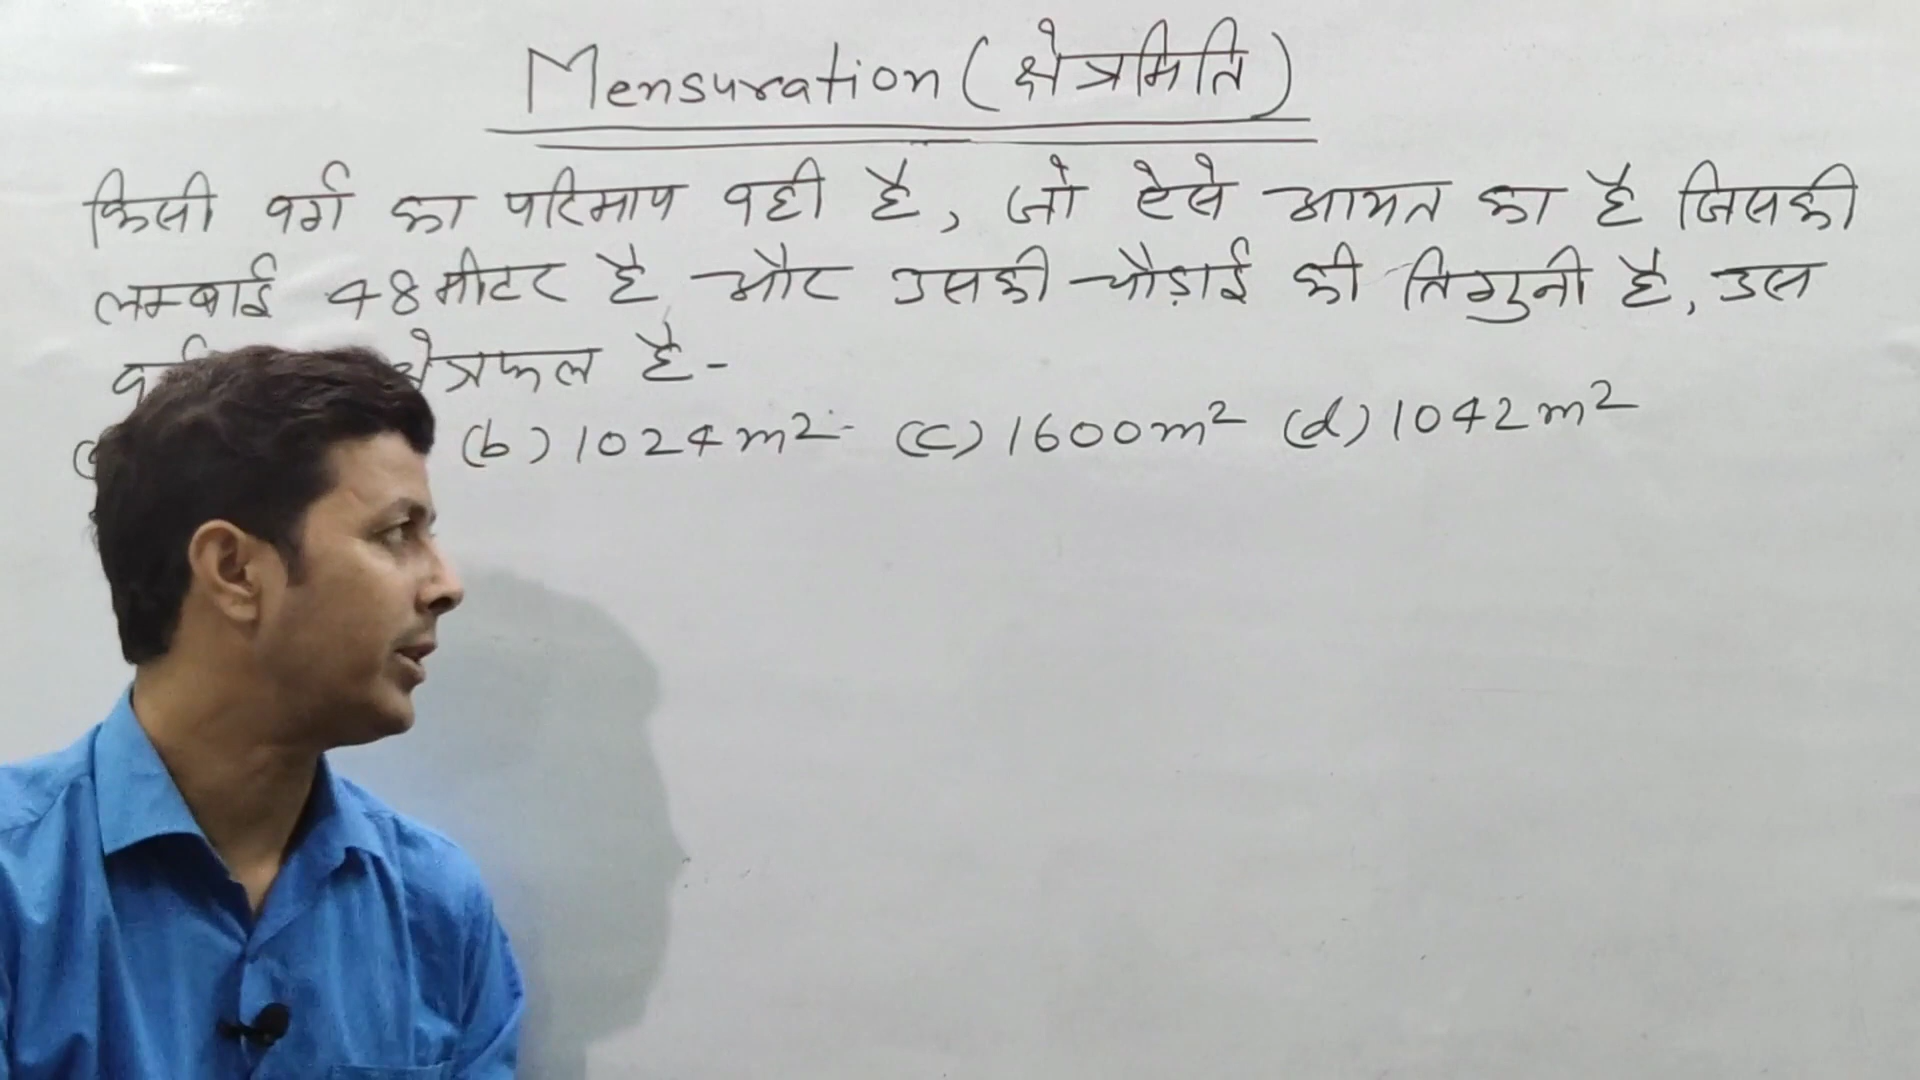 Mensuration (क्षेत्रमिति)
किसी वर्ग का परिमाप वही है, जो ऐसे आयत का है जिसकी
लम्बाई 48 मीटर है और उसकी चौड़ाई की तिगुनी है, उस
है-
(b) 1024 m² (c) 1600 m² (d) 1042 m²